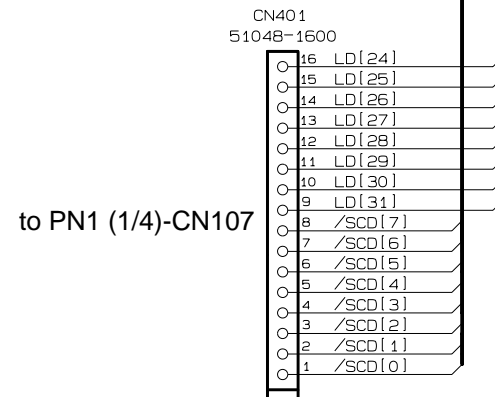 CN401
51048-1600
16 LD[24]
15 LD[25]
14 LD[26]
13 LD[27]
12 LD[28]
11 LD[29]
10 LD[30]
9 LD[31]
to PN1 (1/4)-CN107
8 /SCD[7]
7 /SCD[6]
6 /SCD[5]
5 /SCD[4]
4 /SCD[3]
3 /SCD[2]
2 /SCD[1]
1 /SCD[0]